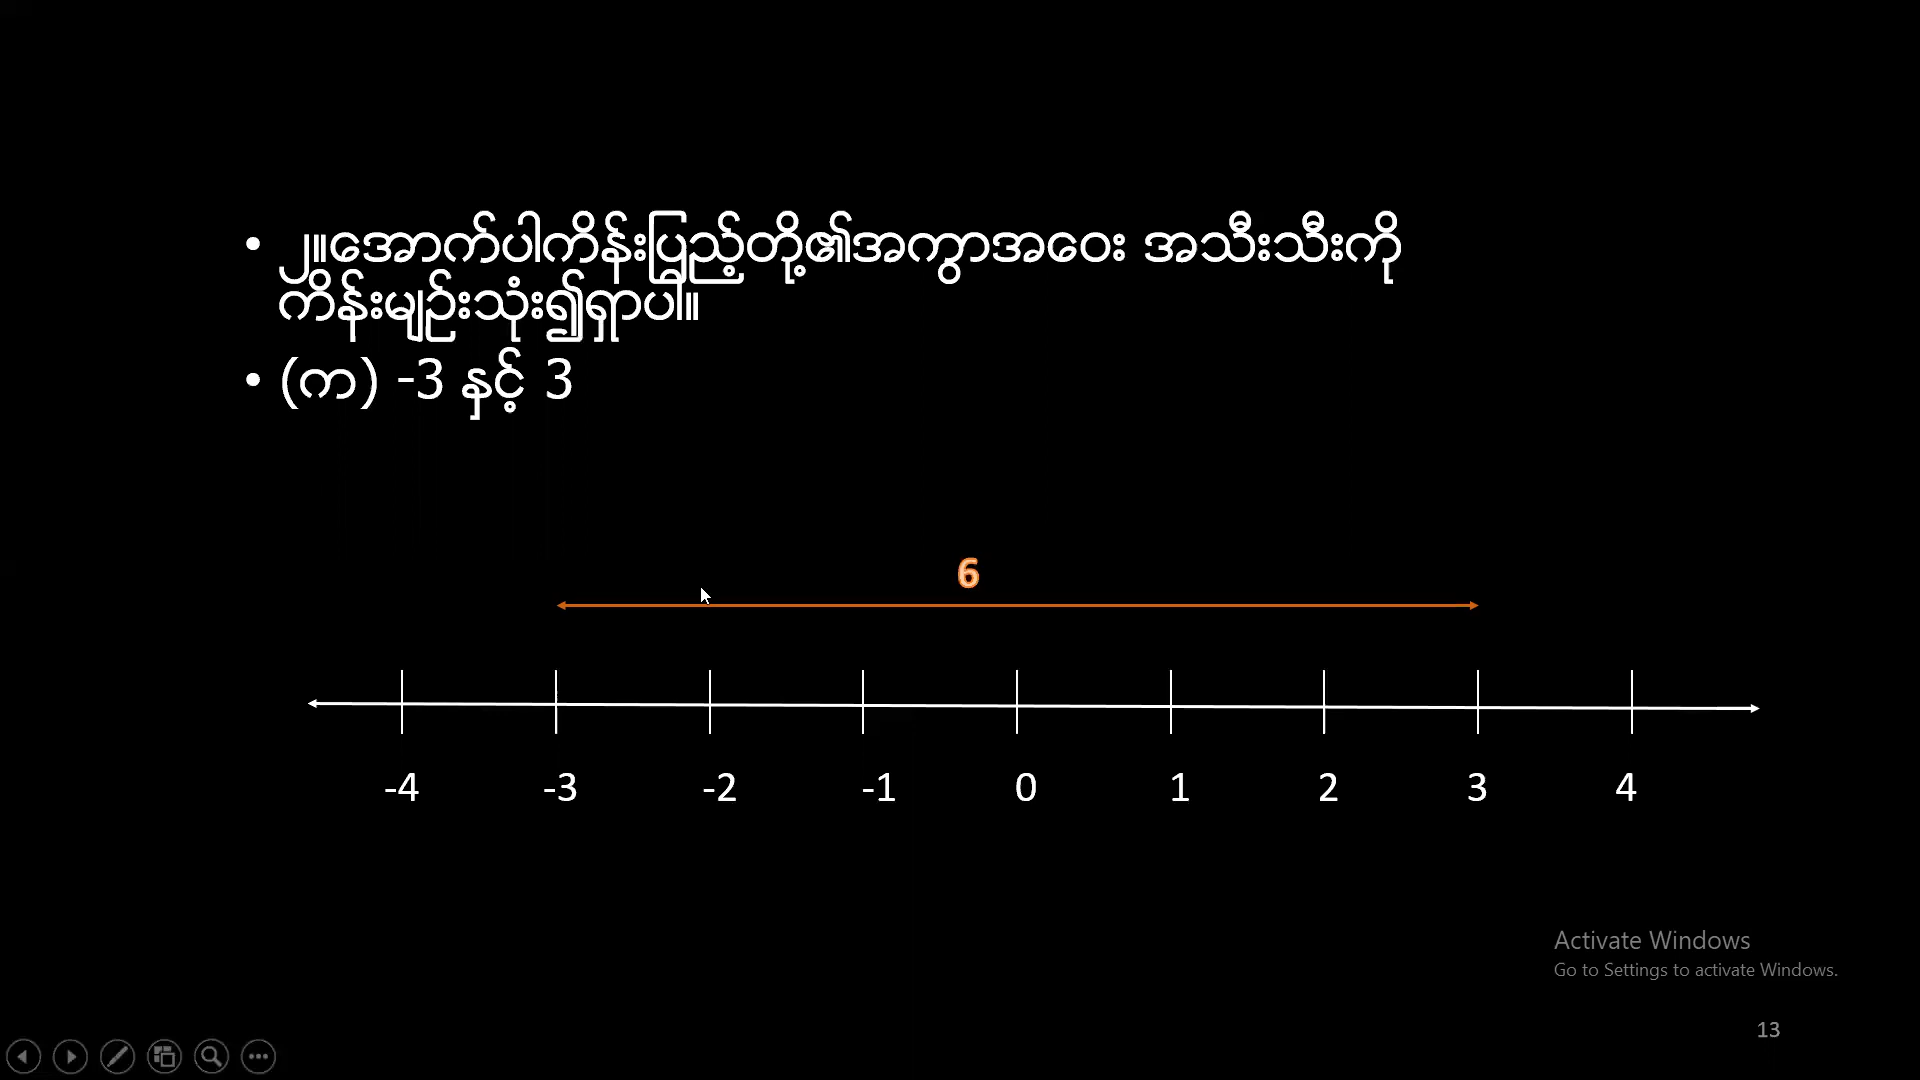 • ၂။အောက်ပါကိန်းပြည့်တို့၏အကွာအဝေး အသီးသီးကို
ကိန်းမျဉ်းသုံး၍ရှာပါ။
• (က) -3 နှင့် 3
6
-4 -3 -2 -1 0 1 2 3 4
Activate Windows
Go to Settings to activate Windows.
13